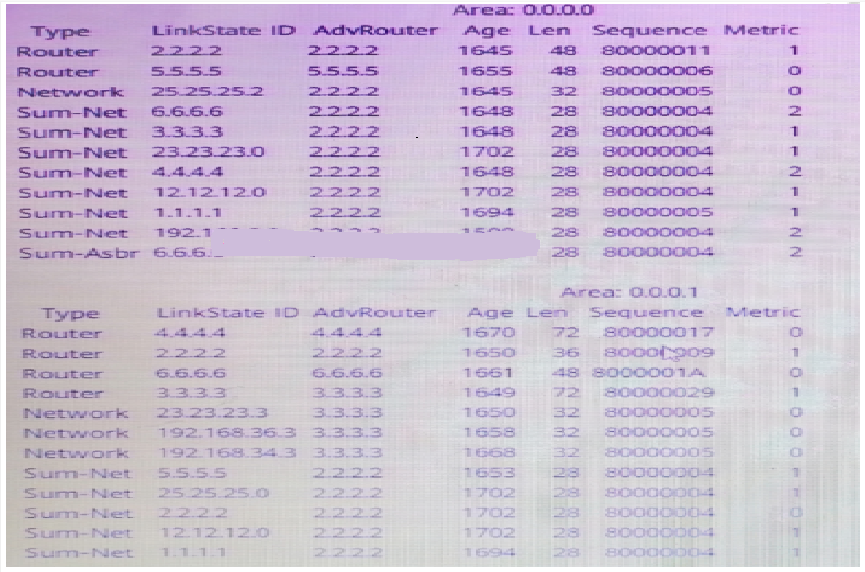 Area: 0.0.0.0
Type LinkState ID AdvRouter Age Len Sequence Metric
Router 2.2.2.2 2.2.2.2 1645 48 80000011 1
Router 5.5.5.5 5.5.5.5 1655 48 80000006 0
Network 25.25.25.2 2.2.2.2 1645 32 80000005 0
Sum-Net 6.6.6.6 2.2.2.2 1648 28 80000004 2
Sum-Net 3.3.3.3 2.2.2.2 1648 28 80000004 1
Sum-Net 23.23.23.0 2.2.2.2 1702 28 80000004 1
Sum-Net 4.4.4.4 2.2.2.2 1648 28 80000004 2
Sum-Net 12.12.12.0 2.2.2.2 1702 28 80000004 1
Sum-Net 1.1.1.1 2.2.2.2 1694 28 80000005 1
Sum-Net 28 80000004 2
Sum-Asbr 28 80000004 2
Area: 0.0.0.1
Type LinkState ID AdvRouter Age Len Sequence Metric
Router 4.4.4.4 4.4.4.4 1670 72 80000017 0
Router 2.2.2.2 2.2.2.2 1650 36 1
Router 6.6.6.6 6.6.6.6 1661 48 8000001A 0
Router 3.3.3.3 3.3.3.3 1649 72 80000029 1
Network 23.23.23.3 3.3.3.3 1650 32 80000005 0
Network 192.168.36.3 3.3.3.3 1658 32 80000005 0
Network 192.168.34.3 3.3.3.3 1668 32 80000005 0
Sum-Net 5.5.5.5 2.2.2.2 1653 28 80000004 1
Sum-Net 25.25.25.0 2.2.2.2 1702 28 80000004 1
Sum-Net 2.2.2.2 2.2.2.2 1702 28 80000004 0
Sum-Net 12.12.12.0 2.2.2.2 1702 28 80000004 1
Sum-Net 1.1.1.1 2.2.2.2 1694 28 80000004 1